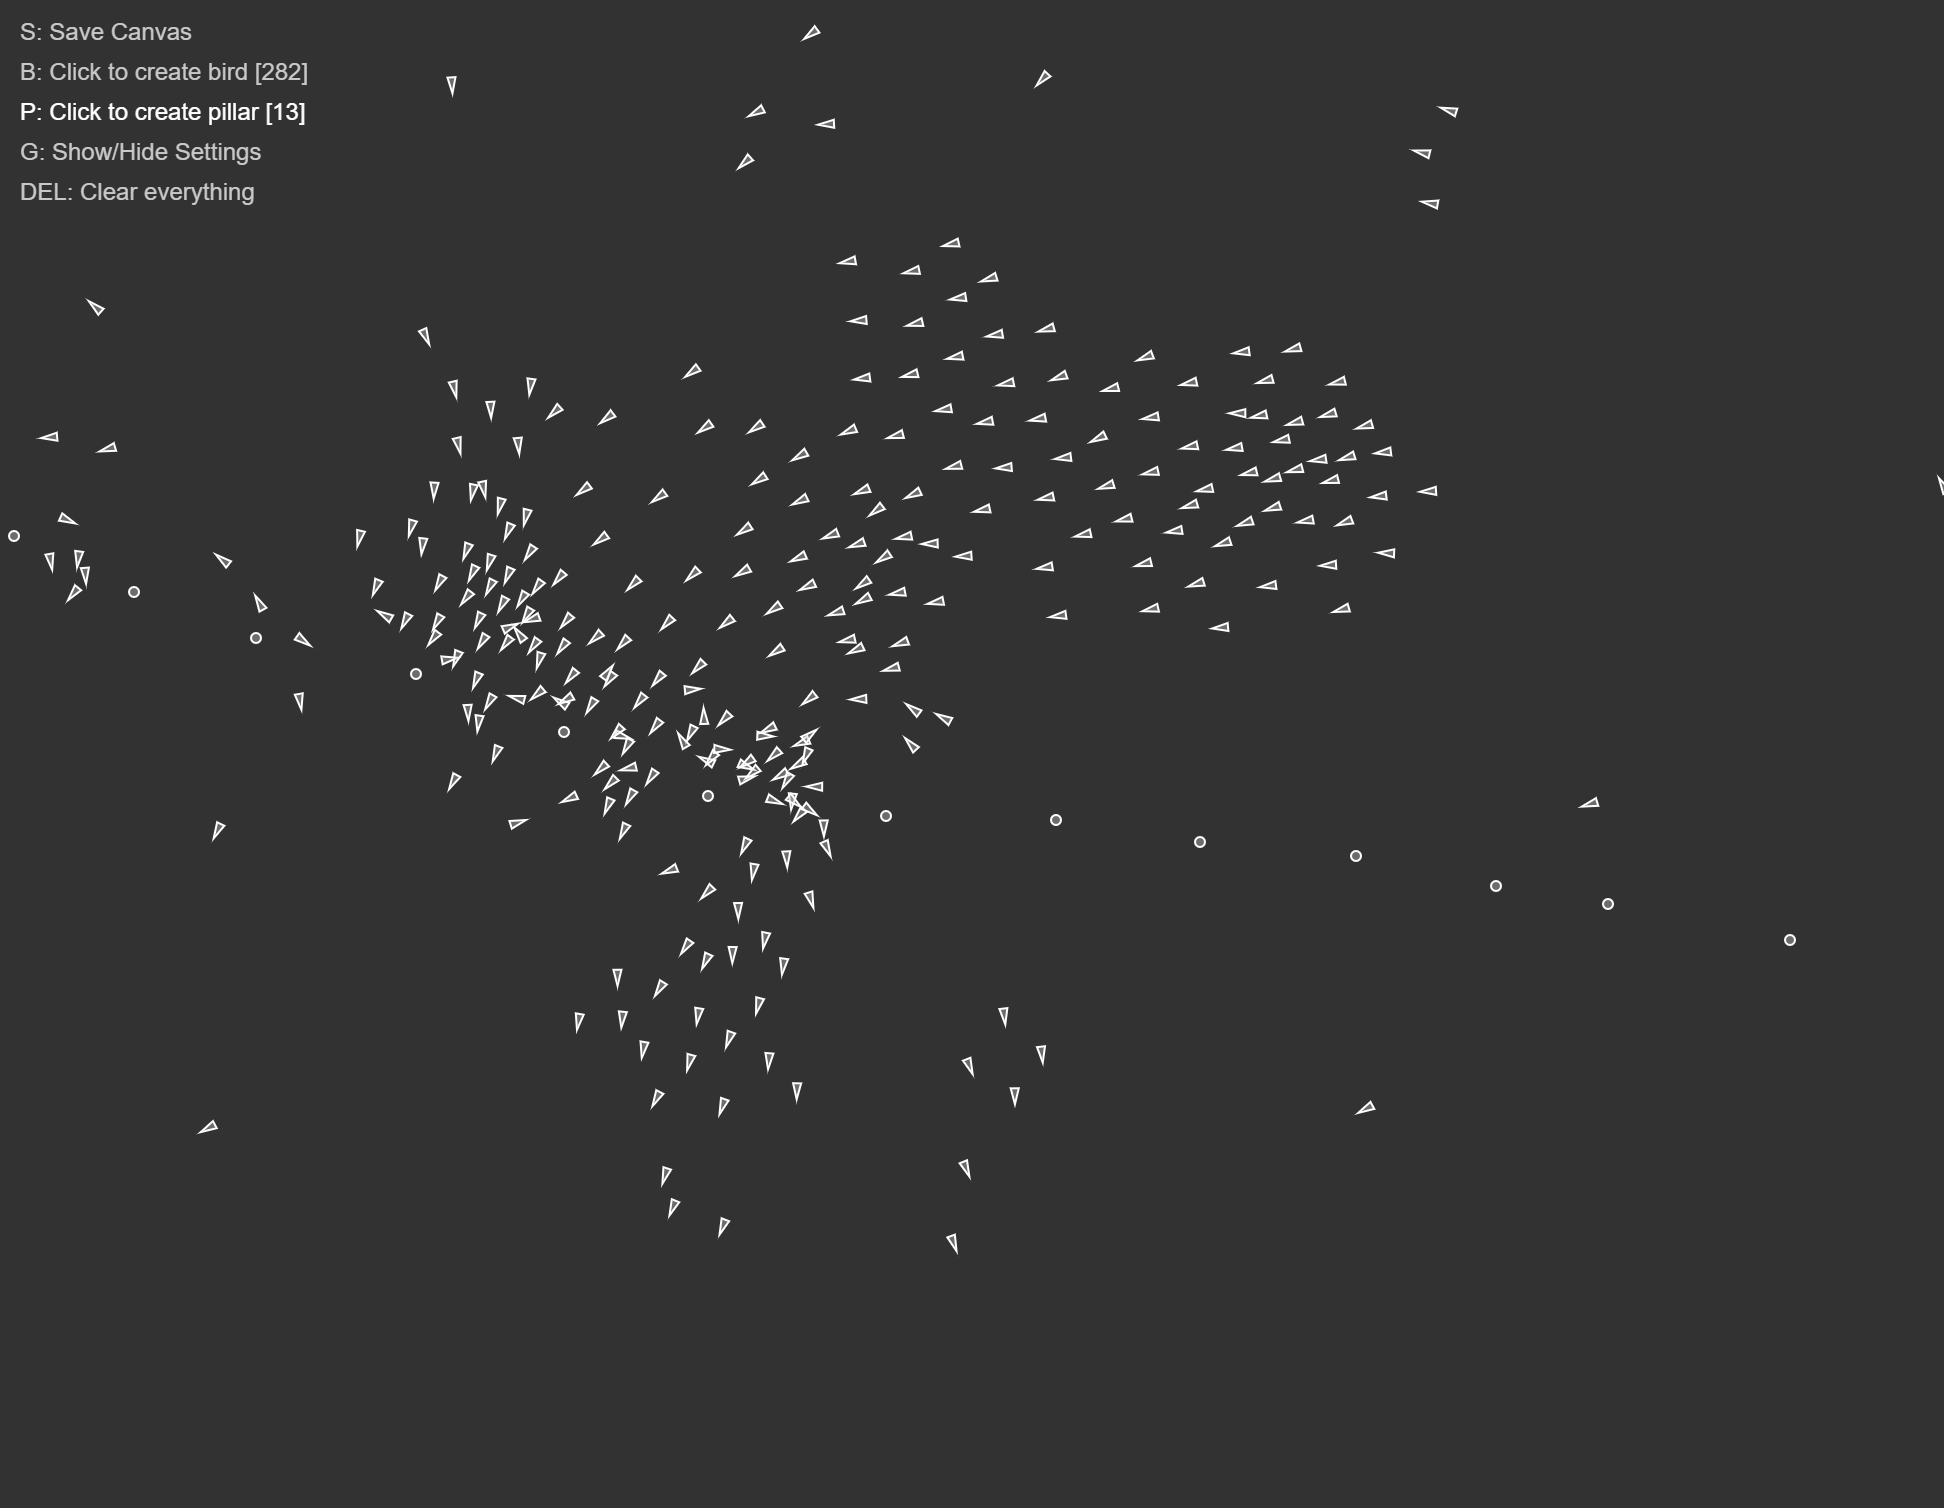 S: Save Canvas
B: Click to create bird [282]
P: Click to create pillar [13]
G: Show/Hide Settings
DEL: Clear everything